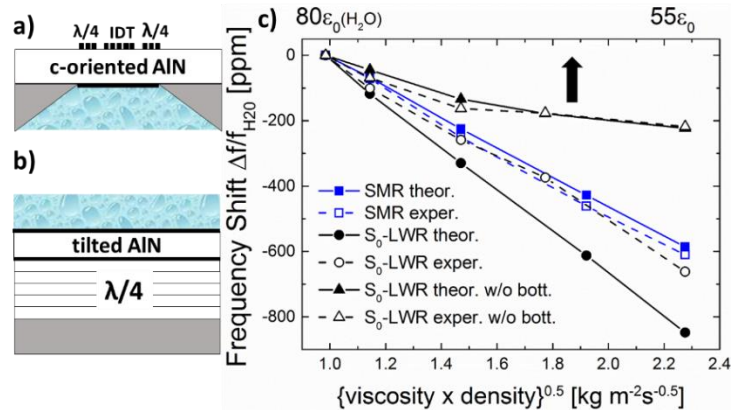 a)
λ/4 IDT λ/4
c-oriented AlN
b)
tilted AlN
λ/4
c)
80ε₀(H₂O)
55ε₀
Frequency Shift Δf/f_H20 [ppm]
0
-200
-400
-600
-800
SMR theor.
SMR exper.
S₀-LWR theor.
S₀-LWR exper.
S₀-LWR theor. w/o bott.
S₀-LWR exper. w/o bott.
1.0 1.2 1.4 1.6 1.8 2.0 2.2 2.4
{viscosity x density}⁰·⁵ [kg m⁻²s⁻⁰·⁵]